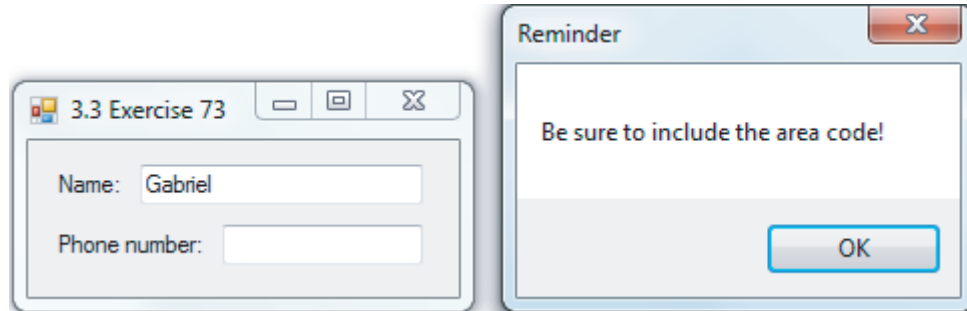 3.3 Exercise 73
Name: Gabriel
Phone number:
Reminder
Be sure to include the area code!
OK